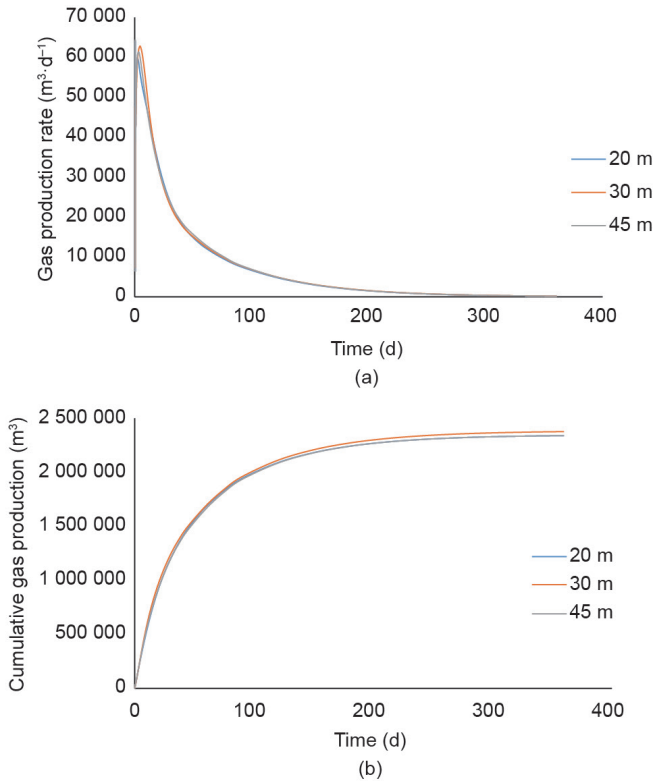 70 000
60 000
50 000
40 000
30 000
20 000
10 000
0
Gas production rate (m³·d⁻¹)
20 m
30 m
45 m
0 100 200 300 400
Time (d)
(a)
2 500 000
2 000 000
1 500 000
1 000 000
500 000
0
Cumulative gas production (m³)
20 m
30 m
45 m
0 100 200 300 400
Time (d)
(b)